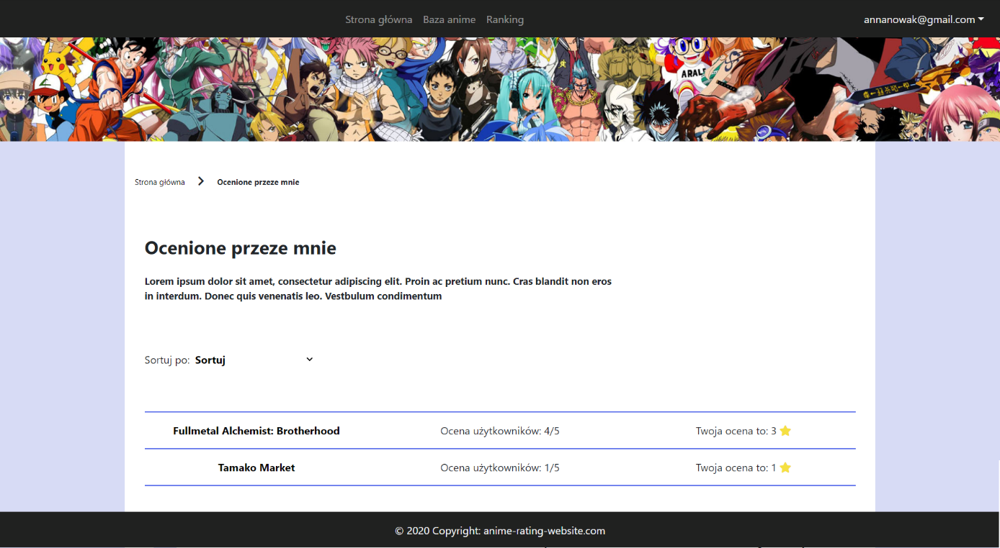 Strona główna Baza anime Ranking annanowak@gmail.com
ARALE
Strona główna Ocenione przeze mnie
Ocenione przeze mnie
Lorem ipsum dolor sit amet, consectetur adipiscing elit. Proin ac pretium nunc. Cras blandit non eros
in interdum. Donec quis venenatis leo. Vestbulum condimentum
Sortuj po: Sortuj
Fullmetal Alchemist: Brotherhood Ocena użytkowników: 4/5 Twoja ocena to: 3
Tamako Market Ocena użytkowników: 1/5 Twoja ocena to: 1
© 2020 Copyright: anime-rating-website.com